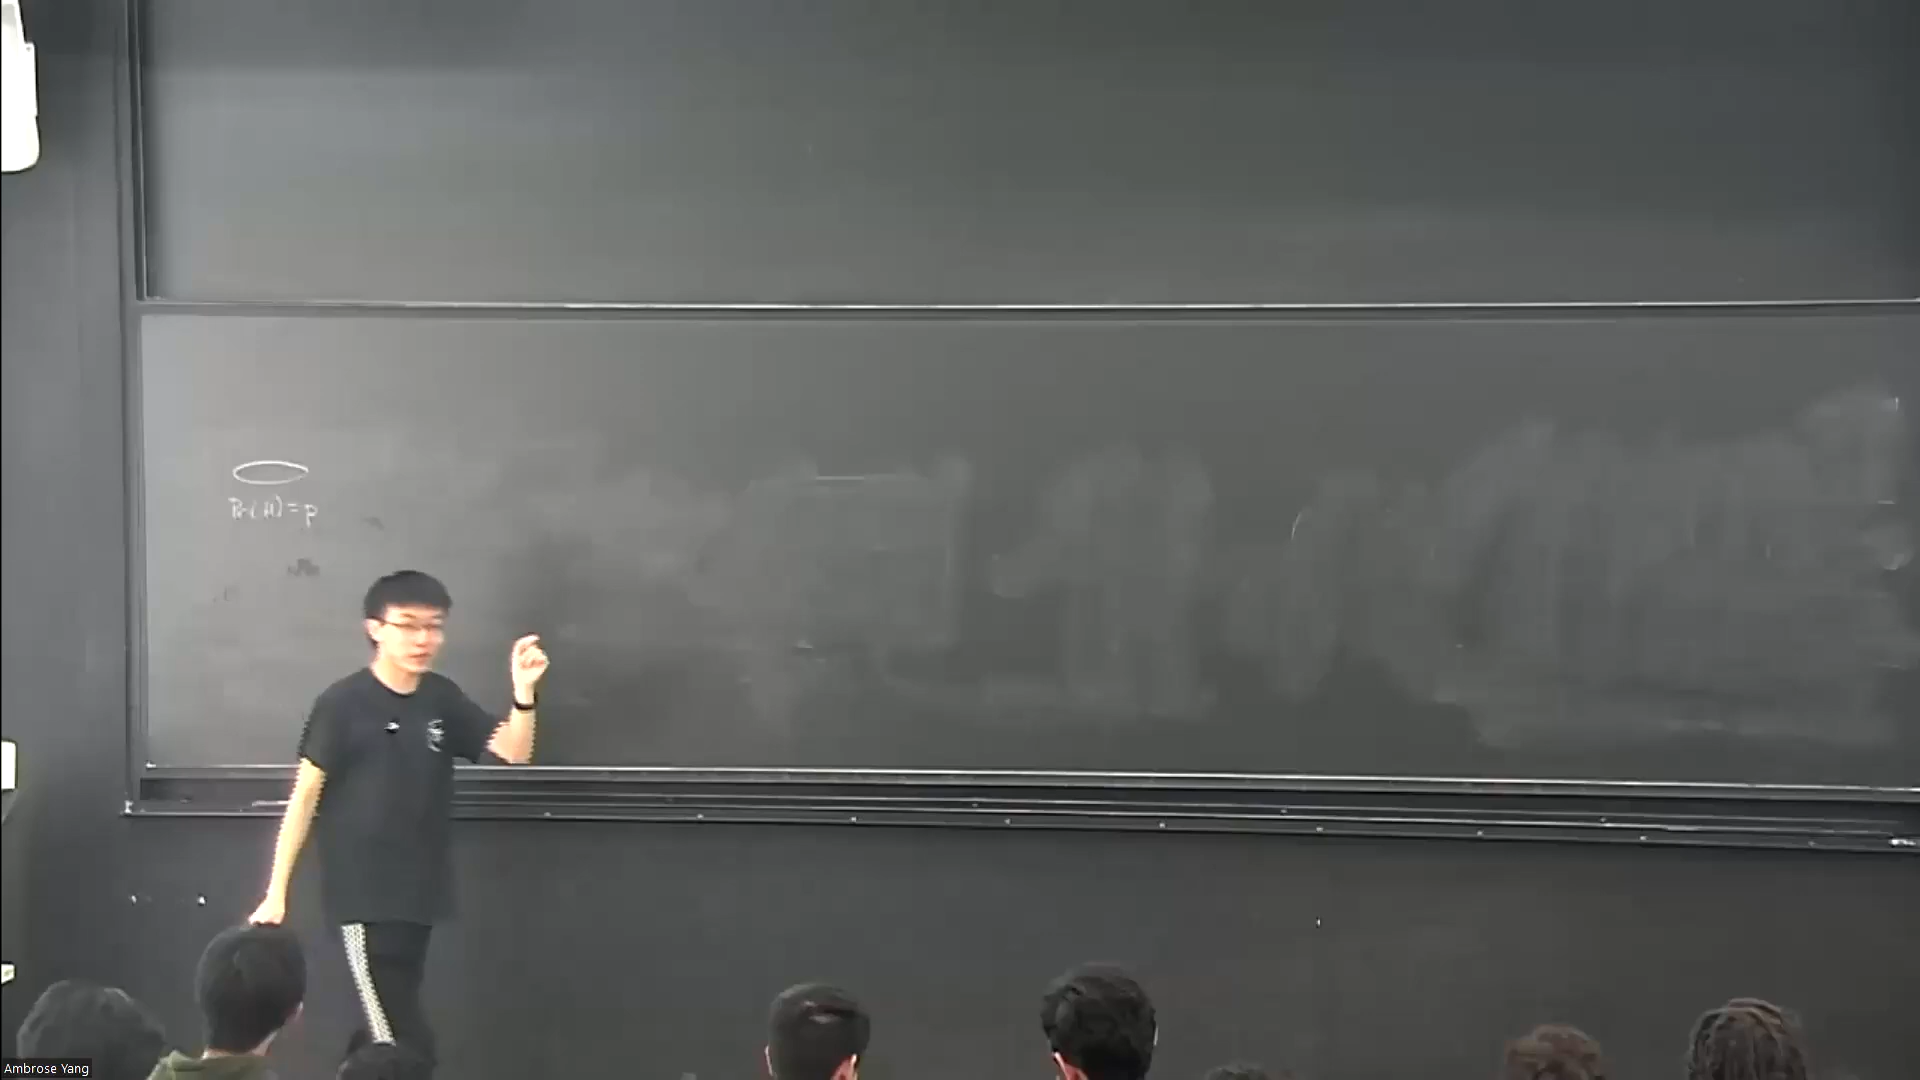 Pr(H) = p
Ambrose Yang